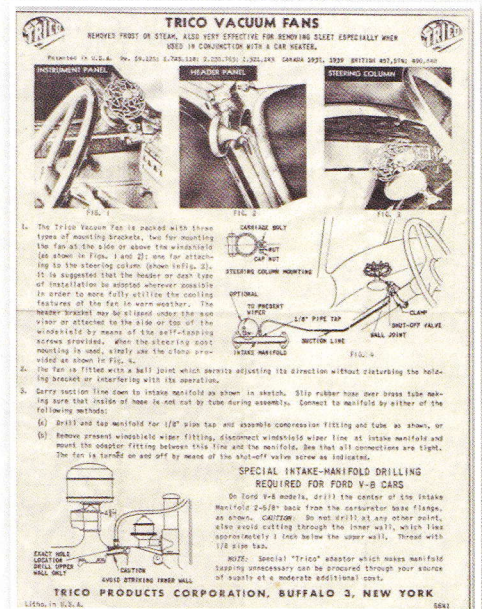 TRICO
TRICO VACUUM FANS
TRICO
REMOVES FROST OR STEAM, ALSO VERY EFFECTIVE FOR REMOVING SLEET ESPECIALLY WHEN
USED IN CONJUNCTION WITH A CAR HEATER.
Patented in U.S.A. CANADA 1931, 1939 BRITISH
INSTRUMENT PANEL
HEADER PANEL
STEERING COLUMN
FIG. 1
FIG. 2
FIG. 3
1. The Trico Vacuum Fan is packed with three
types of mounting brackets, two for mounting
the fan at the side or above the windshield
(as shown in Figs. 1 and 2); one for attach-
ing to the steering column (shown in Fig. 3).
It is suggested that the header or dash type
of installation be adopted wherever possible
in order to more fully utilize the cooling
features of the fan in warm weather. The
header bracket may be slipped under the sun
visor or attached to the side or top of the
windshield by means of the self-tapping
screws provided. When the steering post
mounting is used, simply use the clamp pro-
vided as shown in Fig. 4.
CARRIAGE BOLT
NUT
CAP NUT
STEERING COLUMN MOUNTING
OPTIONAL
TO PRESENT
WIPER
1/8" PIPE TAP
SUCTION LINE
INTAKE MANIFOLD
CLAMP
SHUT-OFF VALVE
BALL JOINT
FIG. 4
2. The fan is fitted with a ball joint which permits adjusting its direction without disturbing the hold-
ing bracket or interfering with its operation.
3. Carry suction line down to intake manifold as shown in sketch. Slip rubber hose over brass tube mak-
ing sure that inside of hose is not cut by tube during assembly. Connect to manifold by either of the
following methods:
(a) Drill and tap manifold for 1/8" pipe tap and assemble compression fitting and tube as shown, or
(b) Remove present windshield wiper fitting, disconnect windshield wiper line at intake manifold and
mount the adaptor fitting between this line and the manifold. See that all connections are tight.
The fan is turned on and off by means of the shut-off valve screw as indicated.
SPECIAL INTAKE-MANIFOLD DRILLING
REQUIRED FOR FORD V-8 CARS
On Ford V-8 models, drill the center of the intake
manifold 2-5/8" back from the carburetor base flange,
as shown. CAUTION: Do not drill at any other point,
also avoid cutting through the inner wall, which lies
approximately 1 inch below the upper wall. Thread with
1/8 pipe tap.
NOTE: Special "Trico" adaptor which makes manifold
tapping unnecessary can be procured through your source
of supply at a moderate additional cost.
EXACT HOLE
LOCATION
DRILL UPPER
WALL ONLY
CAUTION
AVOID STRIKING INNER WALL
TRICO PRODUCTS CORPORATION, BUFFALO 3, NEW YORK
Litho. in U.S.A.